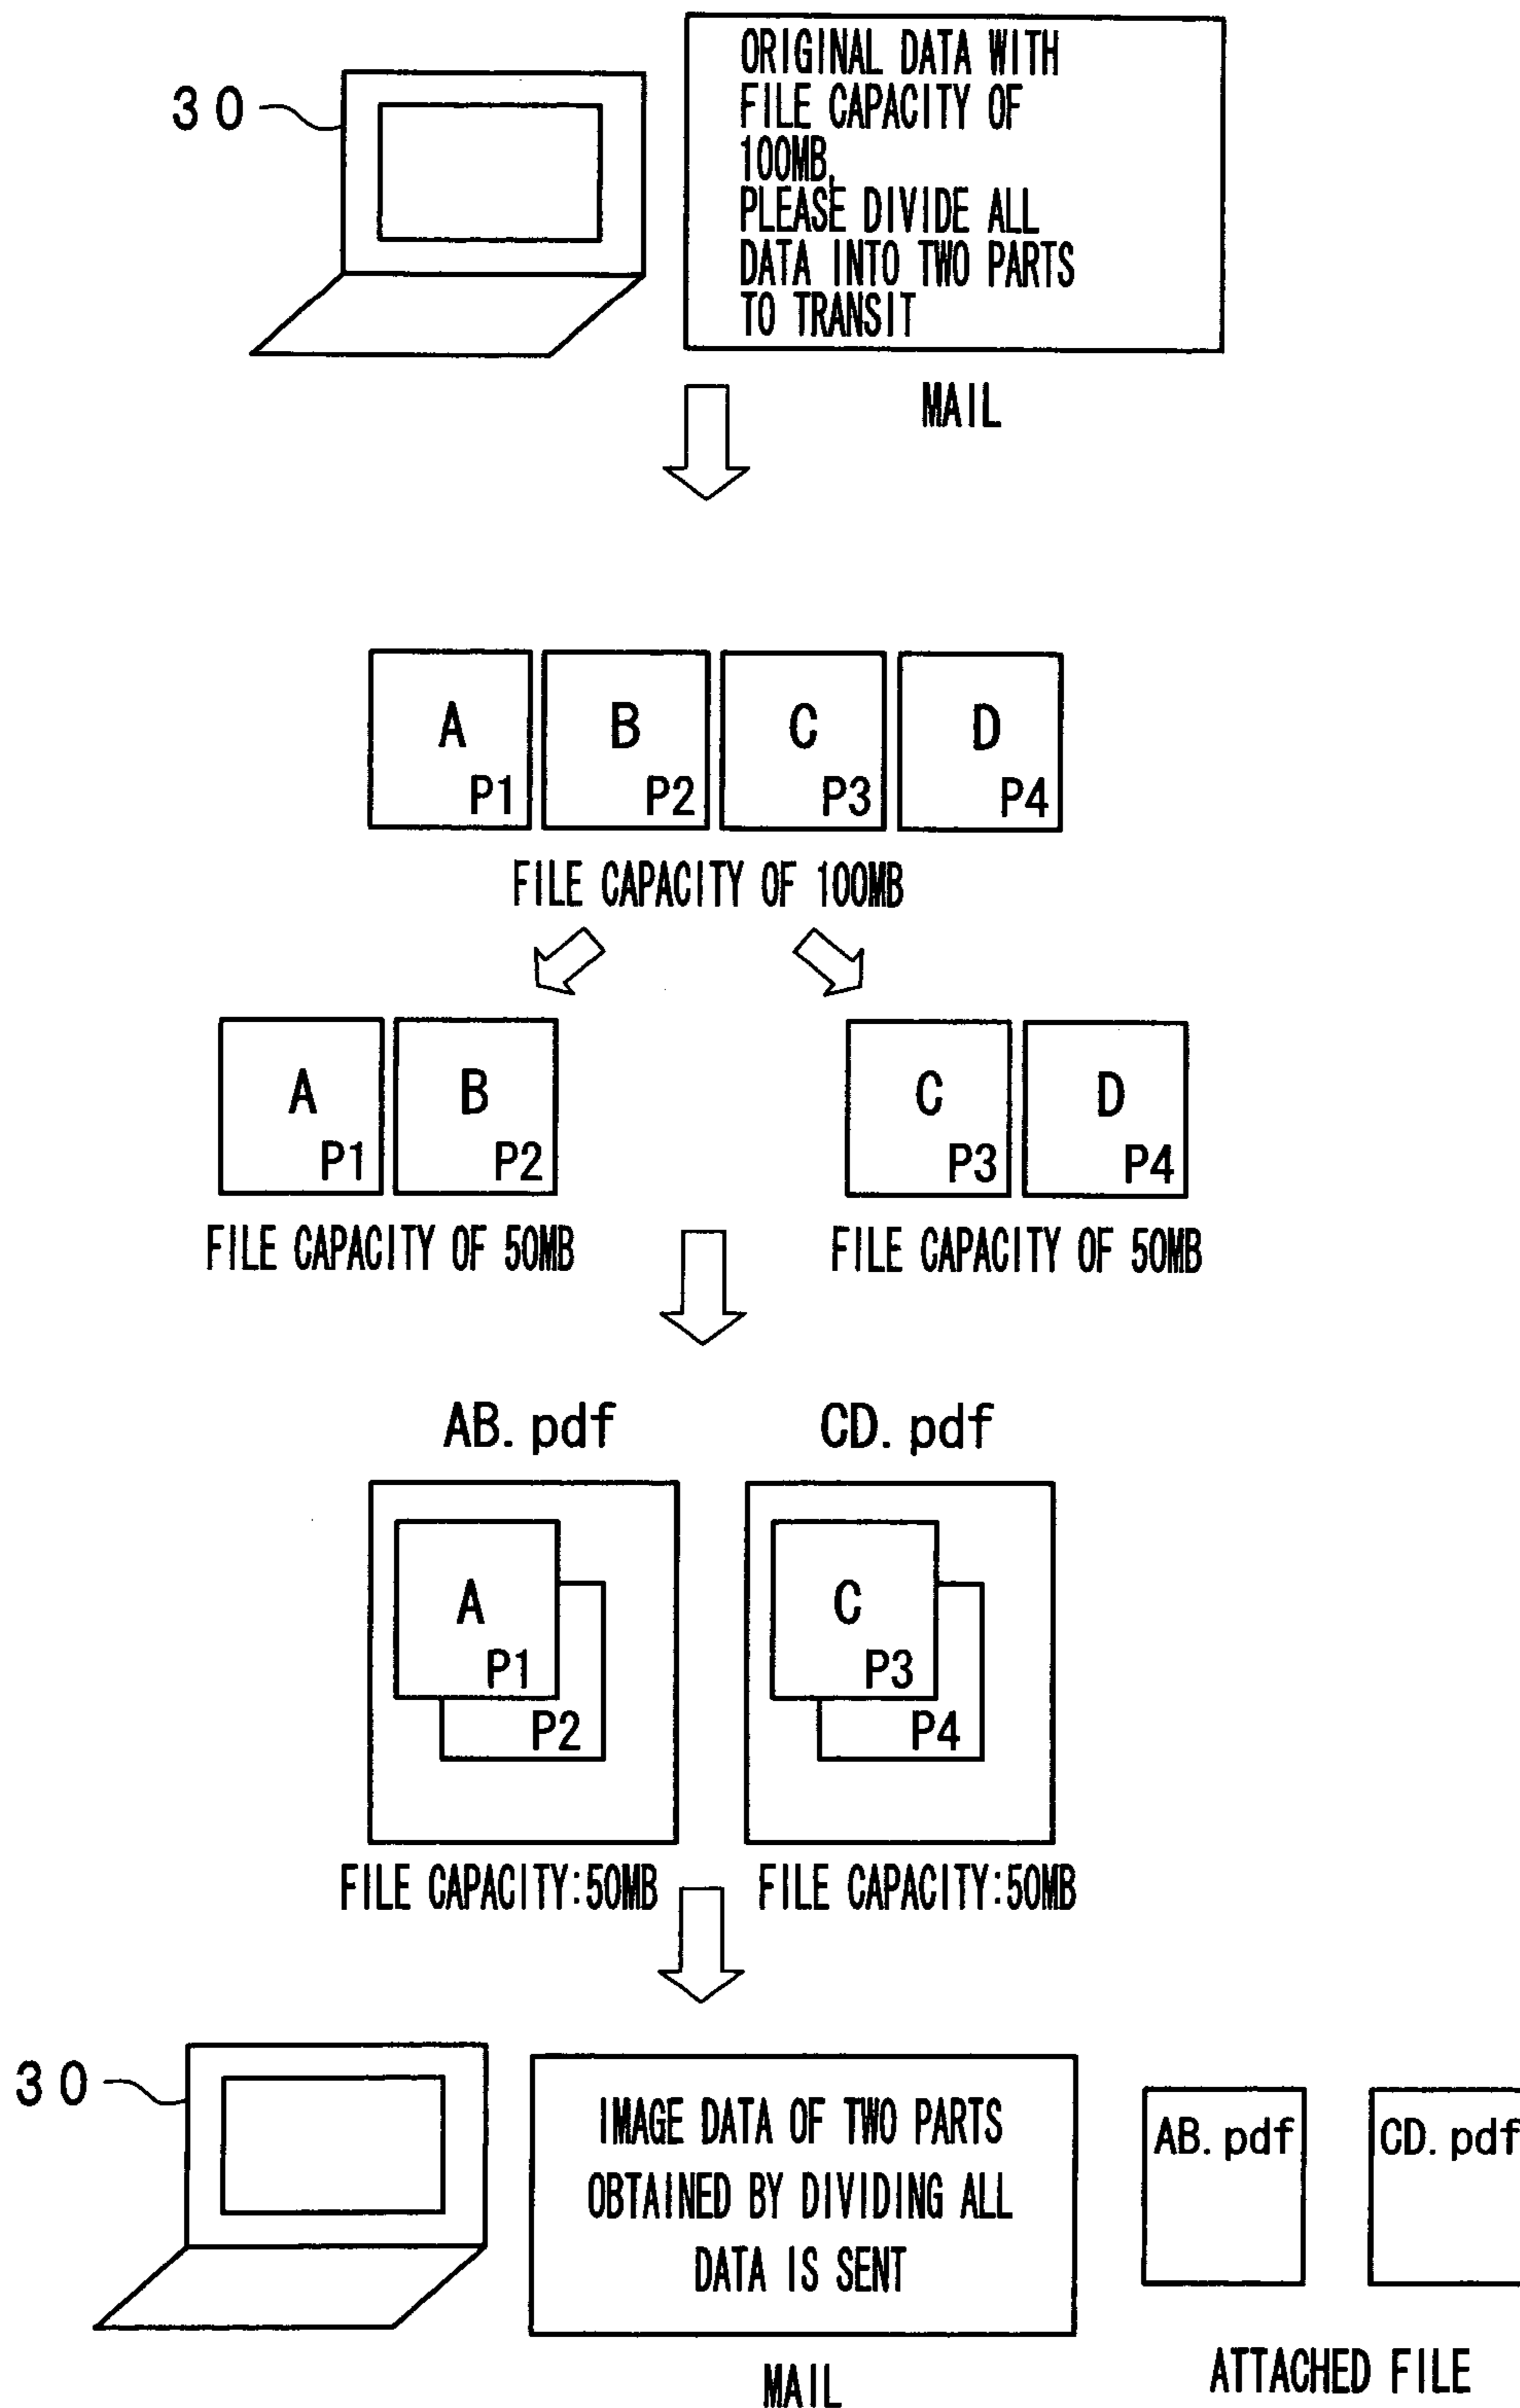 30
ORIGINAL DATA WITH
FILE CAPACITY OF
100MB,
PLEASE DIVIDE ALL
DATA INTO TWO PARTS
TO TRANSIT
MAIL
A B C D
P1 P2 P3 P4
FILE CAPACITY OF 100MB
A B C D
P1 P2 P3 P4
FILE CAPACITY OF 50MB FILE CAPACITY OF 50MB
AB.pdf CD.pdf
A C
P1 P3
P2 P4
FILE CAPACITY:50MB FILE CAPACITY:50MB
30
IMAGE DATA OF TWO PARTS
OBTAINED BY DIVIDING ALL
DATA IS SENT
MAIL
AB.pdf CD.pdf
ATTACHED FILE